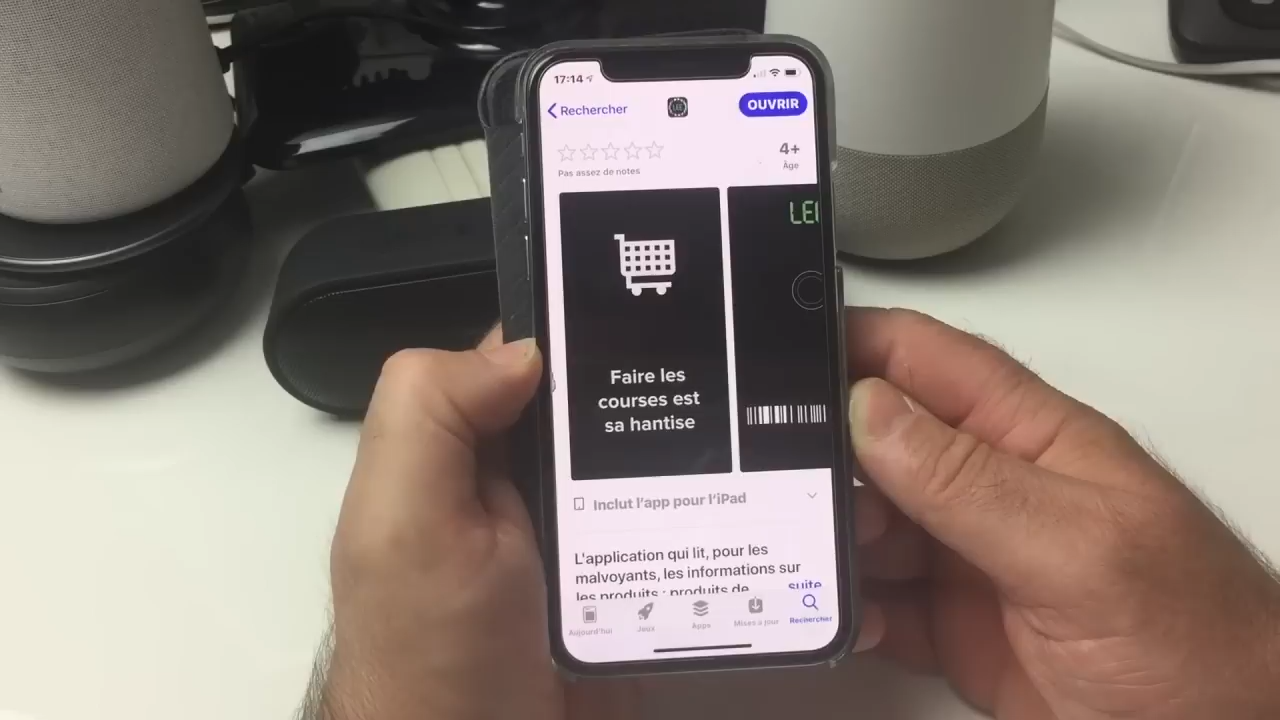 17:14
Rechercher
OUVRIR
Pas assez de notes
4+
Âge
Faire les
courses est
sa hantise
Inclut l'app pour l'iPad
L'application qui lit, pour les
malvoyants, les informations sur
les produits : produits de
suite
Aujourd'hui
Jeux
Apps
Mises à jour
Rechercher